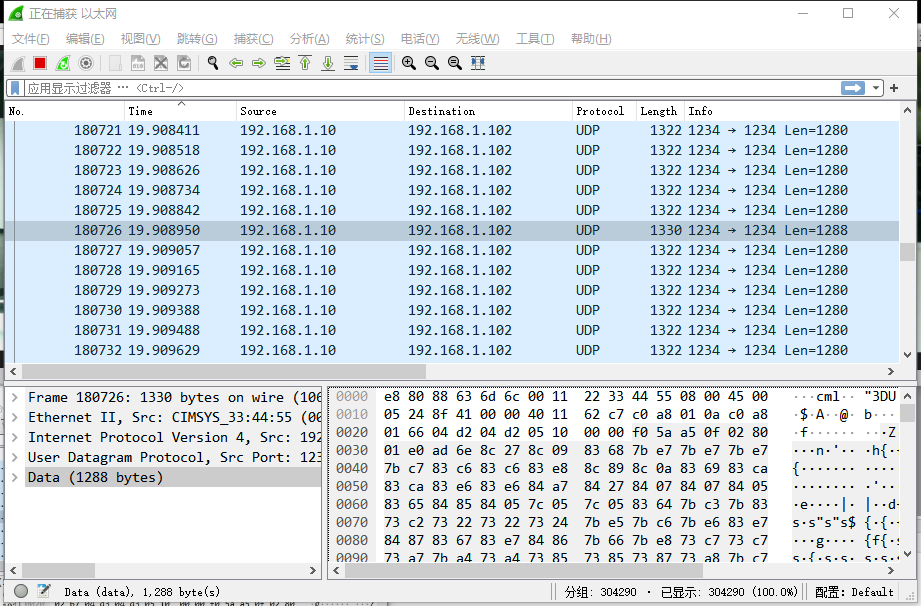 正在捕获 以太网
文件(F) 编辑(E) 视图(V) 跳转(G) 捕获(C) 分析(A) 统计(S) 电话(Y) 无线(W) 工具(T) 帮助(H)
应用显示过滤器 … <Ctrl-/>
No. Time Source Destination Protocol Length Info
180721 19.908411 192.168.1.10 192.168.1.102 UDP 1322 1234 → 1234 Len=1280
180722 19.908518 192.168.1.10 192.168.1.102 UDP 1322 1234 → 1234 Len=1280
180723 19.908626 192.168.1.10 192.168.1.102 UDP 1322 1234 → 1234 Len=1280
180724 19.908734 192.168.1.10 192.168.1.102 UDP 1322 1234 → 1234 Len=1280
180725 19.908842 192.168.1.10 192.168.1.102 UDP 1322 1234 → 1234 Len=1280
180726 19.908950 192.168.1.10 192.168.1.102 UDP 1330 1234 → 1234 Len=1288
180727 19.909057 192.168.1.10 192.168.1.102 UDP 1322 1234 → 1234 Len=1280
180728 19.909165 192.168.1.10 192.168.1.102 UDP 1322 1234 → 1234 Len=1280
180729 19.909273 192.168.1.10 192.168.1.102 UDP 1322 1234 → 1234 Len=1280
180730 19.909388 192.168.1.10 192.168.1.102 UDP 1322 1234 → 1234 Len=1280
180731 19.909488 192.168.1.10 192.168.1.102 UDP 1322 1234 → 1234 Len=1280
180732 19.909629 192.168.1.10 192.168.1.102 UDP 1322 1234 → 1234 Len=1280
Frame 180726: 1330 bytes on wire (106
Ethernet II, Src: CIMSYS_33:44:55 (00
Internet Protocol Version 4, Src: 192
User Datagram Protocol, Src Port: 123
Data (1288 bytes)
0000 e8 80 88 63 6d 6c 00 11 22 33 44 55 08 00 45 00 ···cml·· "3DU
0010 05 24 8f 41 00 00 40 11 62 c7 c0 a8 01 0a c0 a8 ·$·A··@· b···
0020 01 66 04 d2 04 d2 05 10 00 00 f0 5a a5 0f 02 80 ·f······ ···Z
0030 01 e0 ad 6e 8c 27 8c 09 83 68 7b e7 7b e7 7b e7 ···n·'·· ·h{·
0040 7b c7 83 c6 83 c6 83 e8 8c 89 8c 0a 83 69 83 ca {·······
0050 83 ca 83 e6 83 e6 84 a7 84 27 84 07 84 07 84 05 ········ ·'··
0060 83 65 84 85 84 05 7c 05 7c 05 83 64 7b c3 7b 83 ·e····|· |··d
0070 73 c2 73 22 73 22 73 24 7b e5 7b c6 7b e6 83 e7 s·s"s"s$ {·{·
0080 84 87 83 67 83 e7 84 86 7b 66 7b e8 73 c7 73 c7 ···g···· {f{·
0090 73 a7 7b a4 73 a4 73 85 73 85 73 87 73 a8 7b c7 s·{·s·s· s·s·
Data (data), 1,288 byte(s)
分组: 304290 · 已显示: 304290 (100.0%)
配置: Default